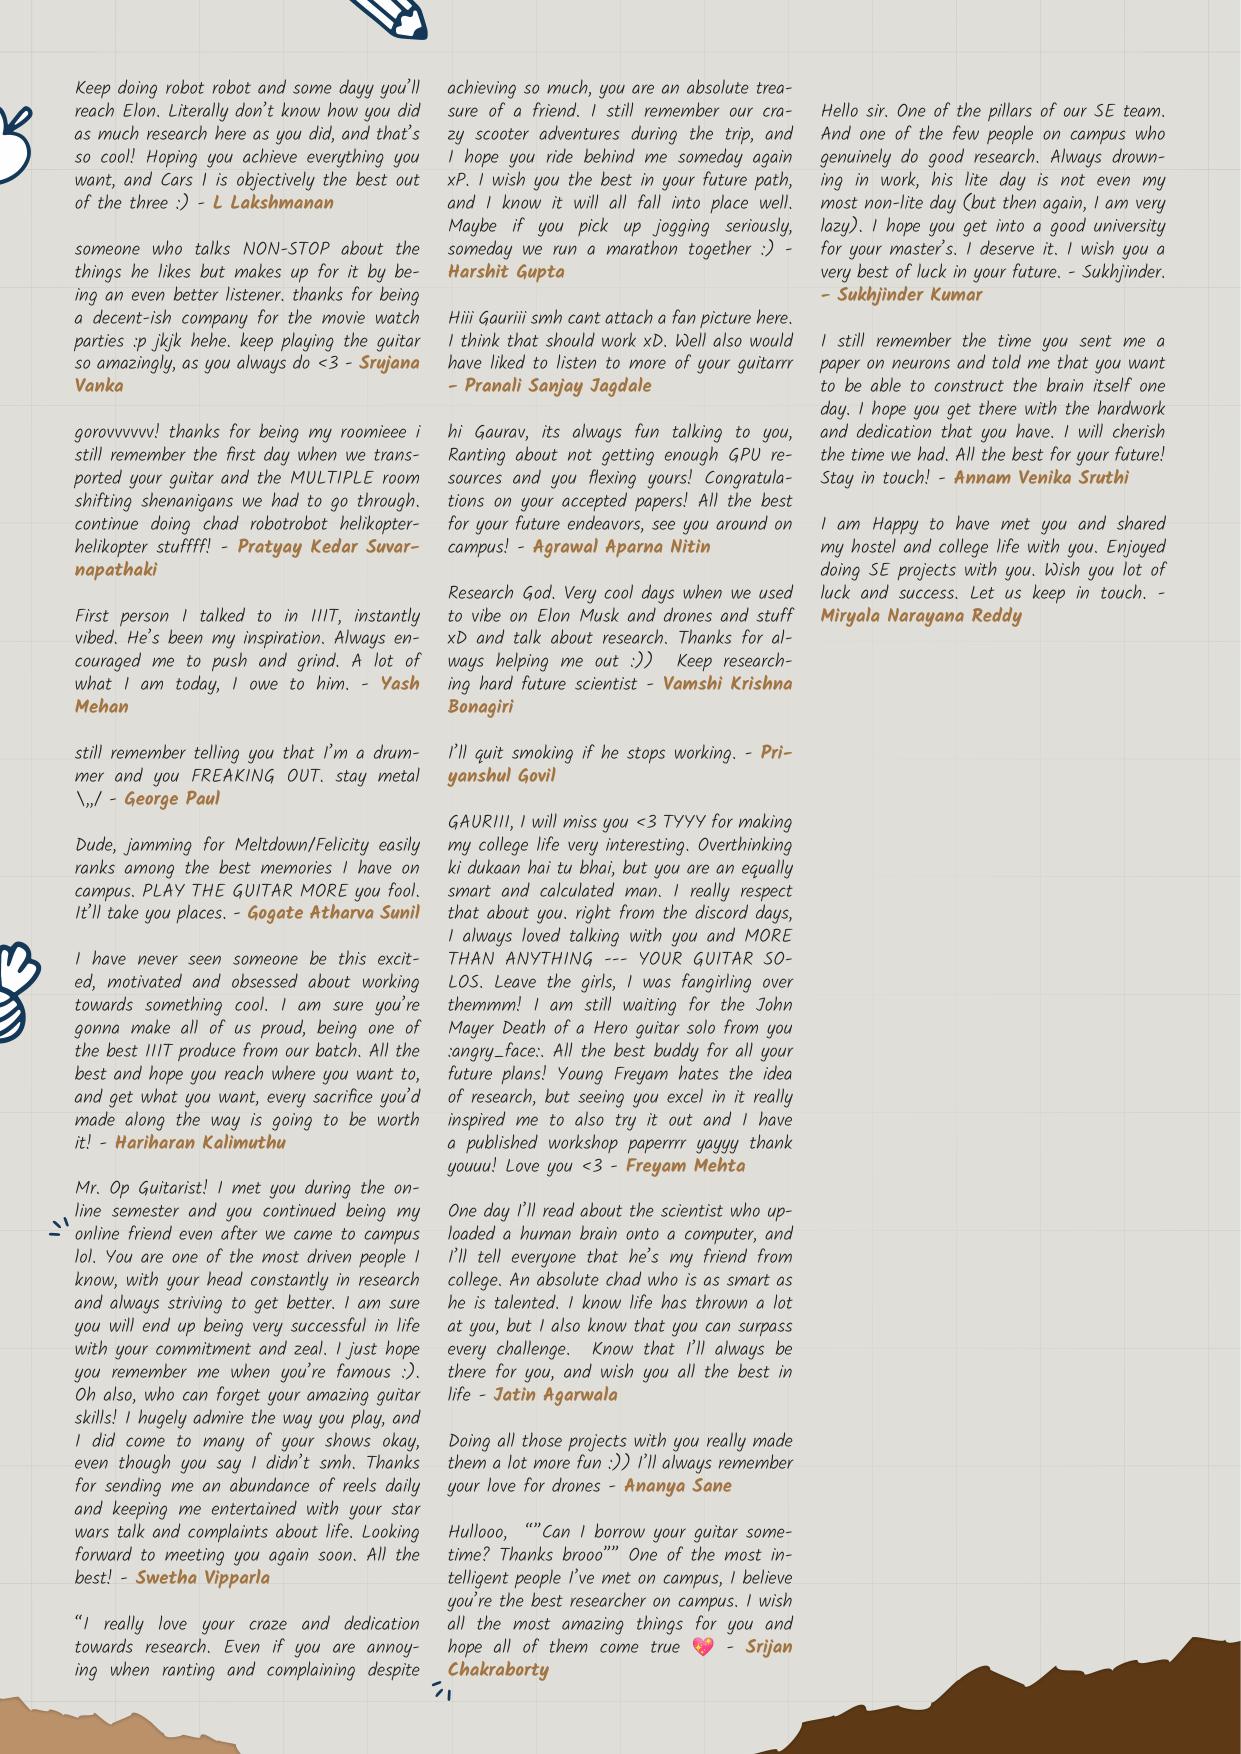 Keep doing robot robot and some dayy you'll
reach Elon. Literally don't know how you did
as much research here as you did, and that's
so cool! Hoping you achieve everything you
want, and Cars 1 is objectively the best out
of the three :) - L Lakshmanan
someone who talks NON-STOP about the
things he likes but makes up for it by be-
ing an even better listener. thanks for being
a decent-ish company for the movie watch
parties :p jkjk hehe. keep playing the guitar
so amazingly, as you always do <3 - Srujana
Vanka
gorovvvvvv! thanks for being my roomieee i
still remember the first day when we trans-
ported your guitar and the MULTIPLE room
shifting shenanigans we had to go through.
continue doing chad robotrobot helikopter-
helikopter stuffff! - Pratyay Kedar Suvar-
napathaki
First person I talked to in IIIT, instantly
vibed. He's been my inspiration. Always en-
couraged me to push and grind. A lot of
what I am today, I owe to him. - Yash
Mehan
still remember telling you that I'm a drum-
mer and you FREAKING OUT. stay metal
\,,/ - George Paul
Dude, jamming for Meltdown/Felicity easily
ranks among the best memories I have on
campus. PLAY THE GUITAR MORE you fool.
It'll take you places. - Gogate Atharva Sunil
I have never seen someone be this excit-
ed, motivated and obsessed about working
towards something cool. I am sure you're
gonna make all of us proud, being one of
the best IIIT produce from our batch. All the
best and hope you reach where you want to,
and get what you want, every sacrifice you'd
made along the way is going to be worth
it! - Hariharan Kalimuthu
Mr. Op Guitarist! I met you during the on-
line semester and you continued being my
online friend even after we came to campus
lol. You are one of the most driven people I
know, with your head constantly in research
and always striving to get better. I am sure
you will end up being very successful in life
with your commitment and zeal. I just hope
you remember me when you're famous :).
Oh also, who can forget your amazing guitar
skills! I hugely admire the way you play, and
I did come to many of your shows okay,
even though you say I didn't smh. Thanks
for sending me an abundance of reels daily
and keeping me entertained with your star
wars talk and complaints about life. Looking
forward to meeting you again soon. All the
best! - Swetha Vipparla
"I really love your craze and dedication
towards research. Even if you are annoy-
ing when ranting and complaining despite
achieving so much, you are an absolute trea-
sure of a friend. I still remember our cra-
zy scooter adventures during the trip, and
I hope you ride behind me someday again
xP. I wish you the best in your future path,
and I know it will all fall into place well.
Maybe if you pick up jogging seriously,
someday we run a marathon together :) -
Harshit Gupta
Hiii Gauriii smh cant attach a fan picture here.
I think that should work xD. Well also would
have liked to listen to more of your guitarrr
- Pranali Sanjay Jagdale
hi Gaurav, its always fun talking to you,
Ranting about not getting enough GPU re-
sources and you flexing yours! Congratula-
tions on your accepted papers! All the best
for your future endeavors, see you around on
campus! - Agrawal Aparna Nitin
Research God. Very cool days when we used
to vibe on Elon Musk and drones and stuff
xD and talk about research. Thanks for al-
ways helping me out :)) Keep research-
ing hard future scientist - Vamshi Krishna
Bonagiri
I'll quit smoking if he stops working. - Pri-
yanshul Govil
GAURIII, I will miss you <3 TYYY for making
my college life very interesting. Overthinking
ki dukaan hai tu bhai, but you are an equally
smart and calculated man. I really respect
that about you. right from the discord days,
I always loved talking with you and MORE
THAN ANYTHING --- YOUR GUITAR SO-
LOS. Leave the girls, I was fangirling over
themmm! I am still waiting for the John
Mayer Death of a Hero guitar solo from you
:angry_face:. All the best buddy for all your
future plans! Young Freyam hates the idea
of research, but seeing you excel in it really
inspired me to also try it out and I have
a published workshop paperrrr yayyy thank
youuu! Love you <3 - Freyam Mehta
One day I'll read about the scientist who up-
loaded a human brain onto a computer, and
I'll tell everyone that he's my friend from
college. An absolute chad who is as smart as
he is talented. I know life has thrown a lot
at you, but I also know that you can surpass
every challenge. Know that I'll always be
there for you, and wish you all the best in
life - Jatin Agarwala
Doing all those projects with you really made
them a lot more fun :)) I'll always remember
your love for drones - Ananya Sane
Hullooo, "”Can I borrow your guitar some-
time? Thanks brooo”” One of the most in-
telligent people I've met on campus, I believe
you're the best researcher on campus. I wish
all the most amazing things for you and
hope all of them come true 💖 - Srijan
Chakraborty
Hello sir. One of the pillars of our SE team.
And one of the few people on campus who
genuinely do good research. Always drown-
ing in work, his lite day is not even my
most non-lite day (but then again, I am very
lazy). I hope you get into a good university
for your master's. I deserve it. I wish you a
very best of luck in your future. - Sukhjinder.
- Sukhjinder Kumar
I still remember the time you sent me a
paper on neurons and told me that you want
to be able to construct the brain itself one
day. I hope you get there with the hardwork
and dedication that you have. I will cherish
the time we had. All the best for your future!
Stay in touch! - Annam Venika Sruthi
I am Happy to have met you and shared
my hostel and college life with you. Enjoyed
doing SE projects with you. Wish you lot of
luck and success. Let us keep in touch. -
Miryala Narayana Reddy